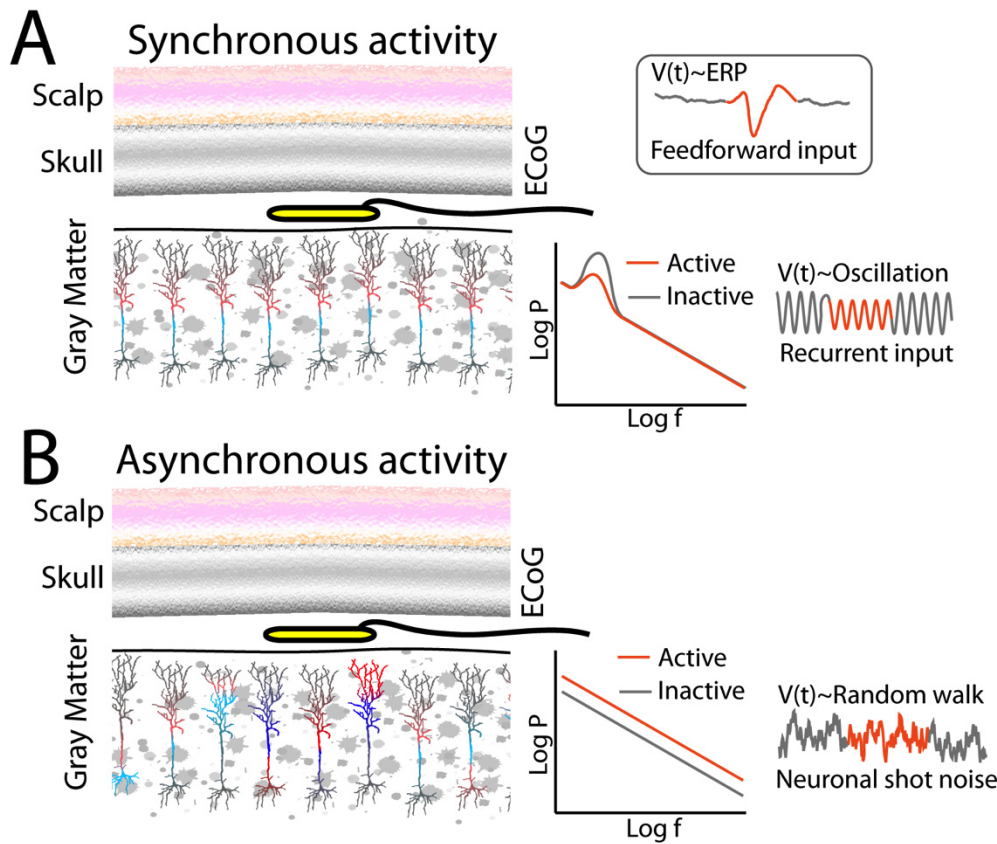 A
Synchronous activity
Scalp
Skull
ECoG
Gray Matter
V(t)~ERP
Feedforward input
Log P
Log f
Active
Inactive
V(t)~Oscillation
Recurrent input
B
Asynchronous activity
Scalp
Skull
ECoG
Gray Matter
Log P
Log f
Active
Inactive
V(t)~Random walk
Neuronal shot noise